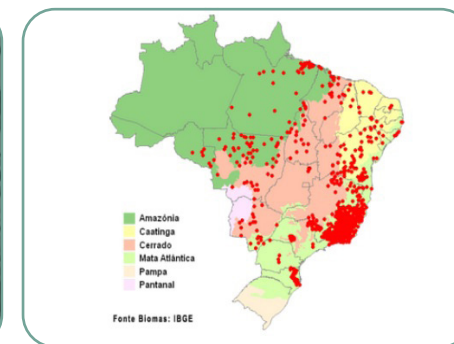 Amazônia
Caatinga
Cerrado
Mata Atlântica
Pampa
Pantanal
Fonte Biomas: IBGE